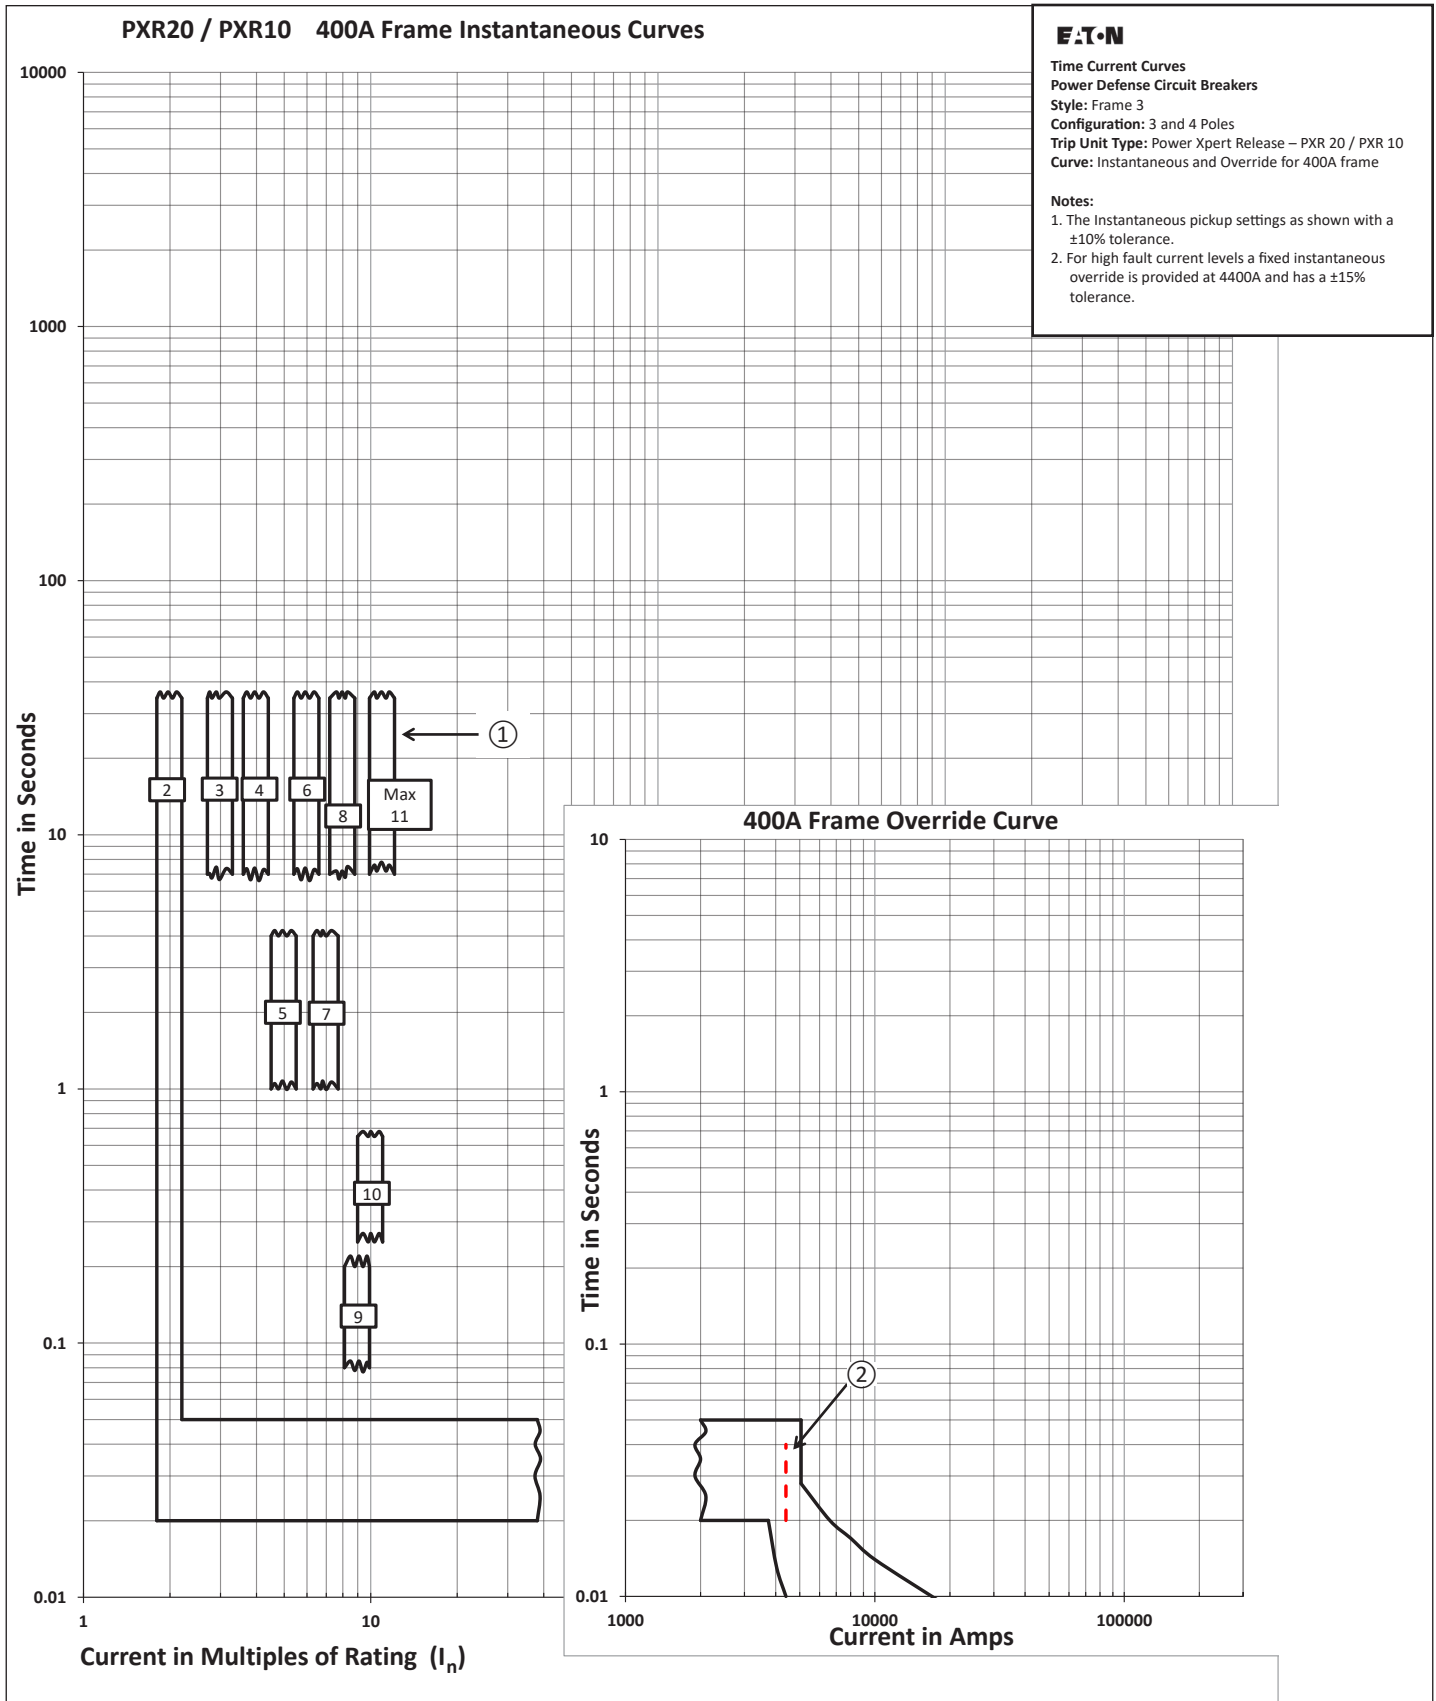 PXR20 / PXR10 400A Frame Instantaneous Curves
EATON
Time Current Curves
Power Defense Circuit Breakers
Style: Frame 3
Configuration: 3 and 4 Poles
Trip Unit Type: Power Xpert Release – PXR 20 / PXR 10
Curve: Instantaneous and Override for 400A frame
Notes:
1. The Instantaneous pickup settings as shown with a
±10% tolerance.
2. For high fault current levels a fixed instantaneous
override is provided at 4400A and has a ±15%
tolerance.
10000
1000
100
10
1
0.1
0.01
Time in Seconds
1
2
3
4
6
8
Max
11
5
7
10
9
1
10
Current in Multiples of Rating (In)
400A Frame Override Curve
10
1
0.1
0.01
Time in Seconds
2
1000
10000
100000
Current in Amps